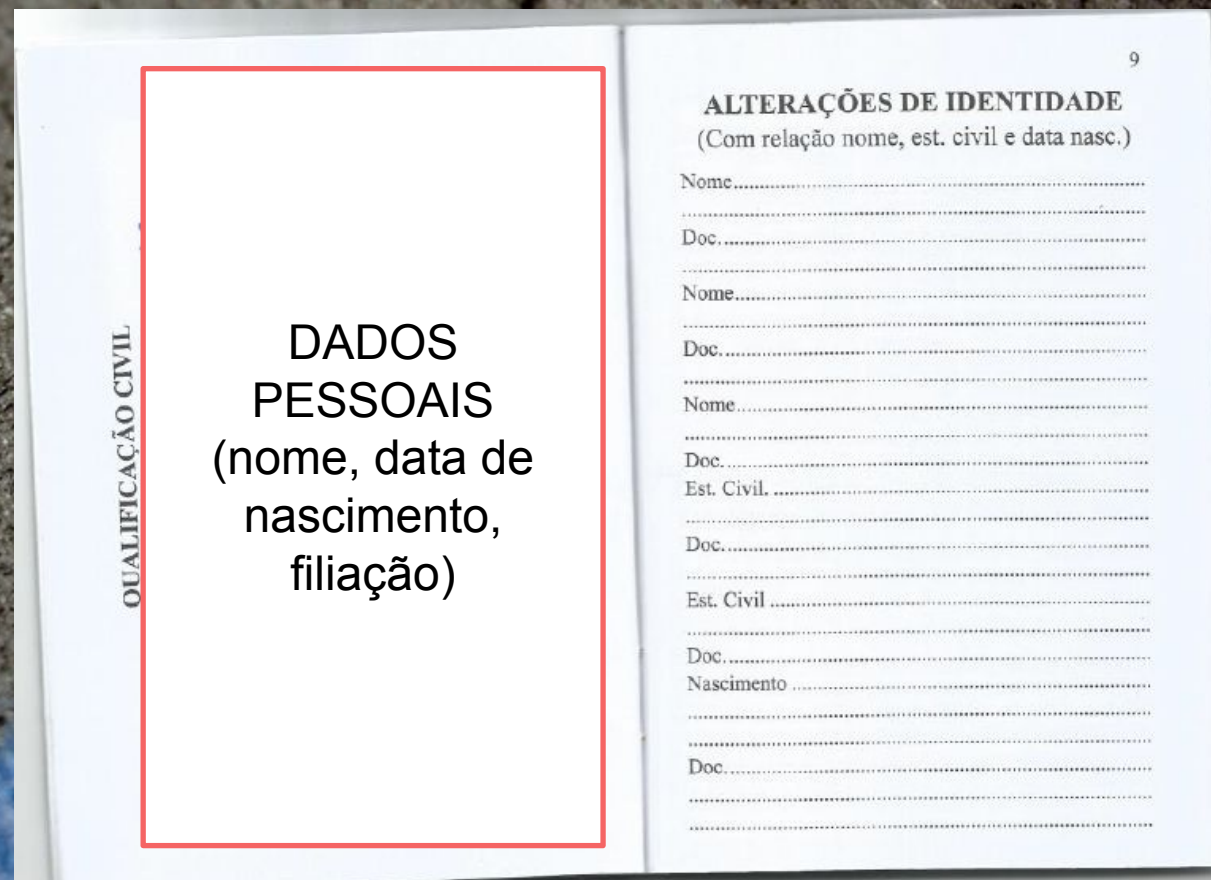 QUALIFICAÇÃO CIVIL
DADOS
PESSOAIS
(nome, data de
nascimento,
filiação)
9
ALTERAÇÕES DE IDENTIDADE
(Com relação nome, est. civil e data nasc.)
Nome
Doc.
Nome
Doc.
Nome
Doc.
Est. Civil.
Doc.
Est. Civil
Doc.
Nascimento
Doc.